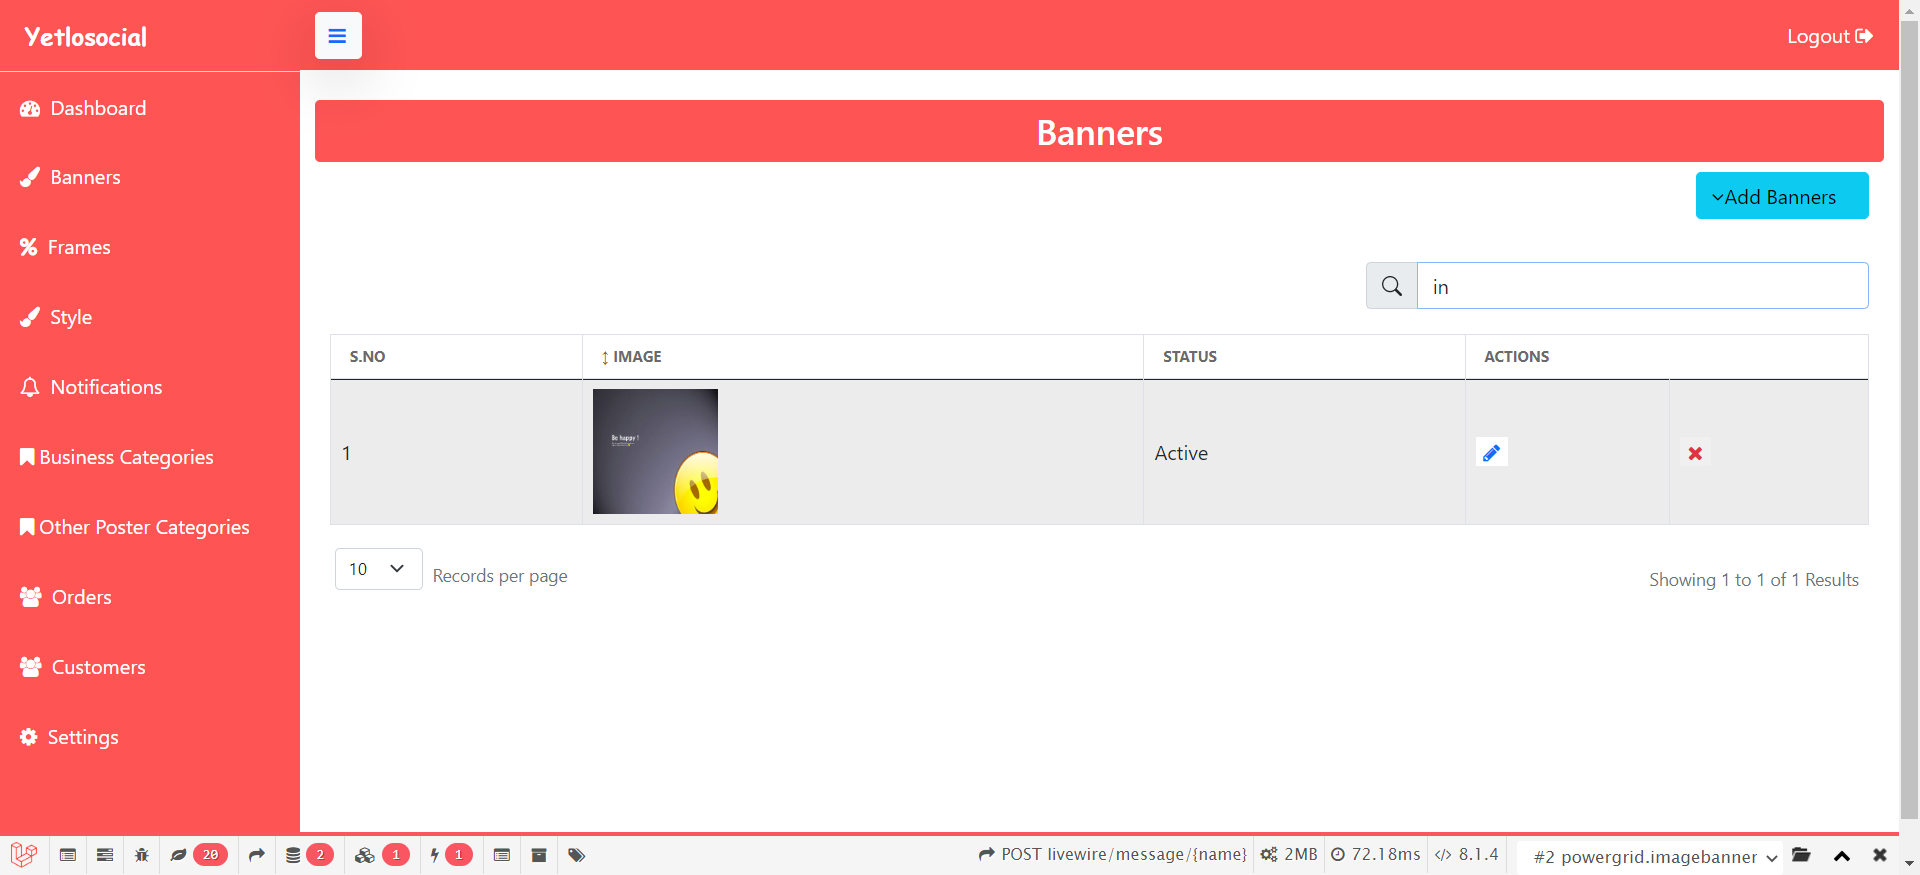 Yetlosocial
Logout
Dashboard
Banners
Frames
Style
Notifications
Business Categories
Other Poster Categories
Orders
Customers
Settings
Banners
Add Banners
in
S.NO
IMAGE
STATUS
ACTIONS
1
Be happy !
Active
10
Records per page
Showing 1 to 1 of 1 Results
20
2
1
1
POST livewire/message/{name}
2MB
72.18ms
8.1.4
#2 powergrid.imagebanner